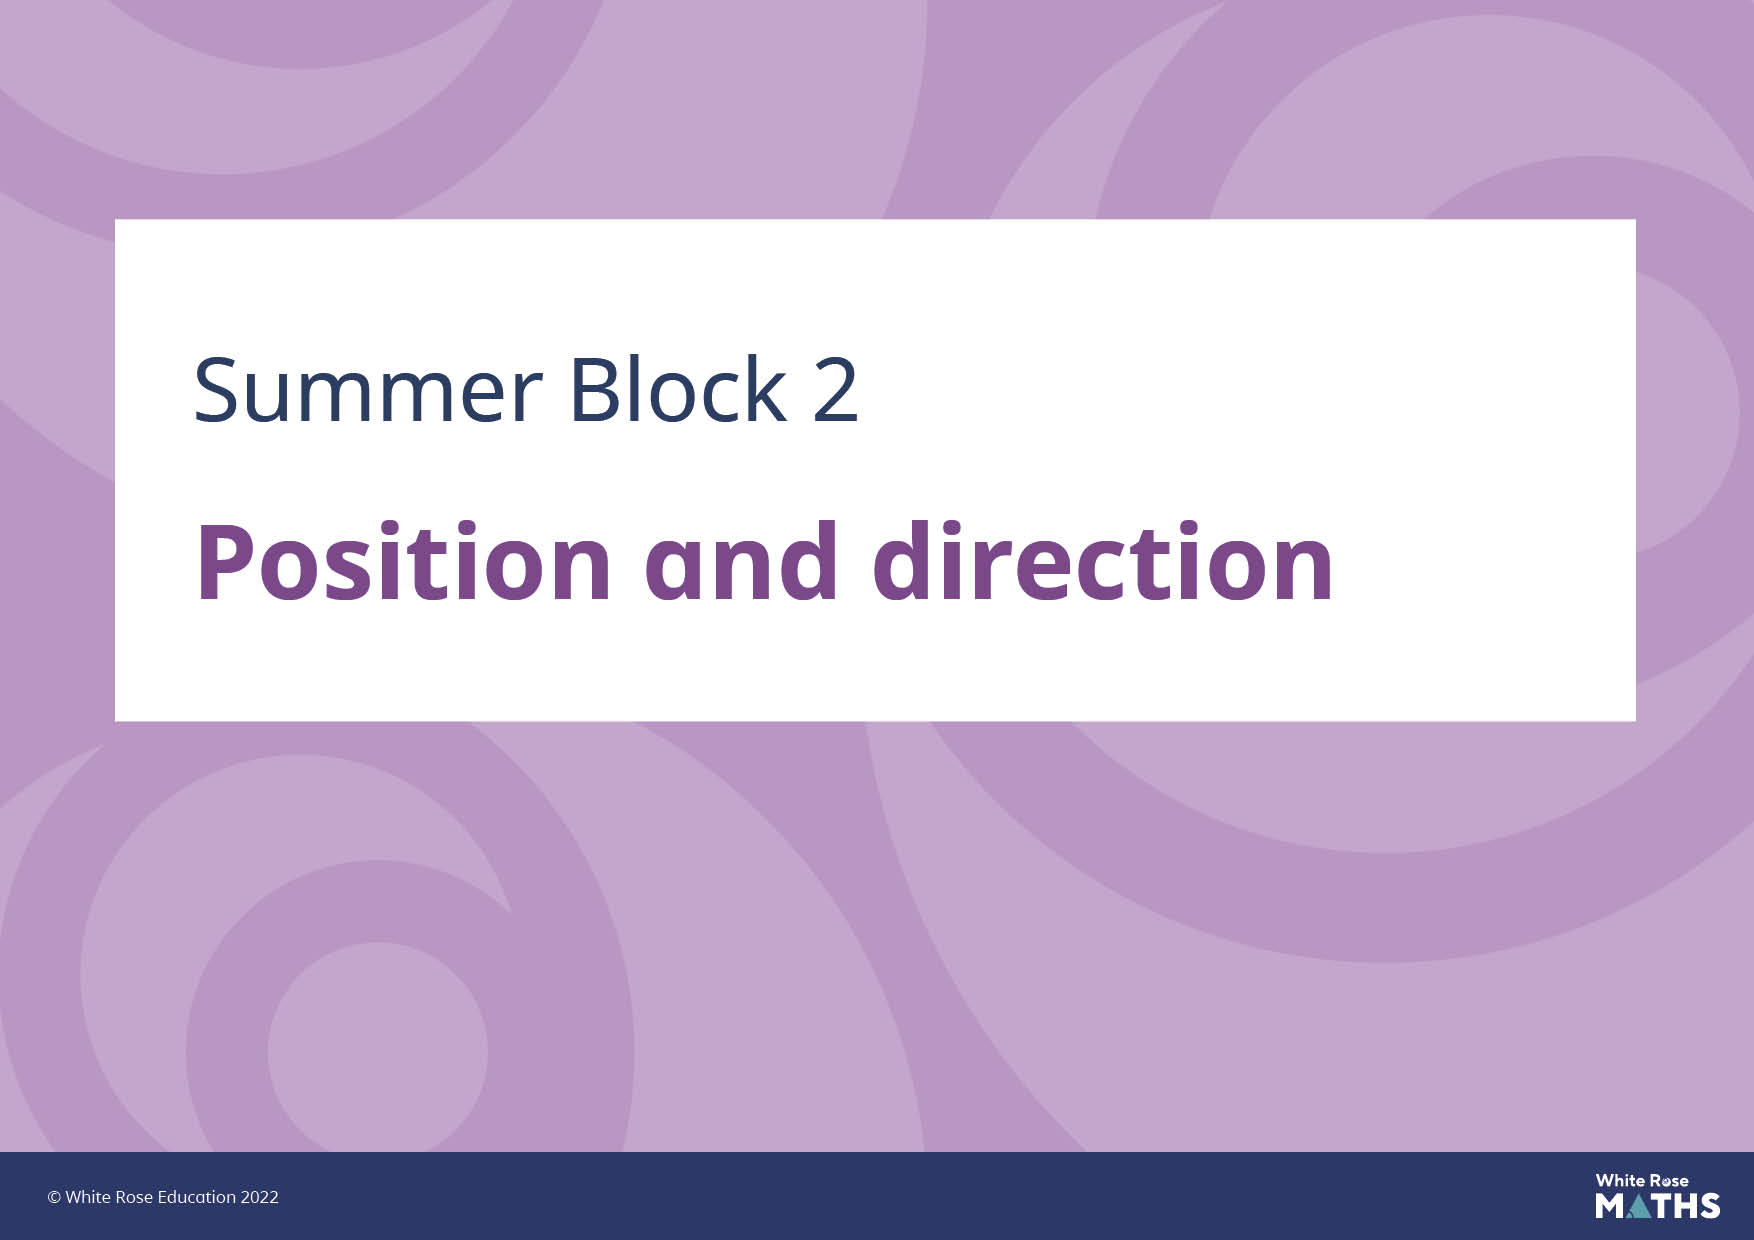 Summer Block 2
Position and direction
© White Rose Education 2022
White Rose
MATHS